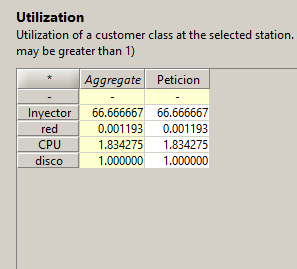 Utilization
Utilization of a customer class at the selected station.
may be greater than 1)
* Aggregate Peticion
- - -
Inyector 66.666667 66.666667
red 0.001193 0.001193
CPU 1.834275 1.834275
disco 1.000000 1.000000